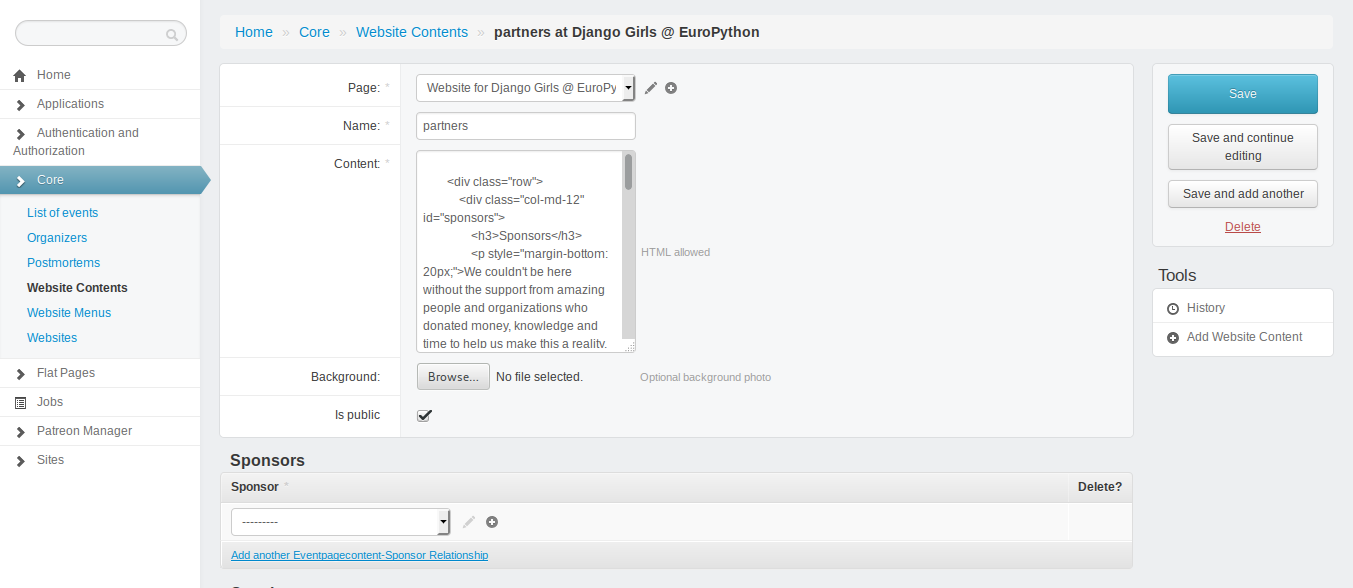 Home
Applications
Authentication and
Authorization
Core
List of events
Organizers
Postmortems
Website Contents
Website Menus
Websites
Flat Pages
Jobs
Patreon Manager
Sites
Home » Core » Website Contents » partners at Django Girls @ EuroPython
Page: *
Website for Django Girls @ EuroPy
Name: *
partners
Content: *
<div class="row">
<div class="col-md-12"
id="sponsors">
<h3>Sponsors</h3>
<p style="margin-bottom:
20px;">We couldn't be here
without the support from amazing
people and organizations who
donated money, knowledge and
time to help us make this a reality.
HTML allowed
Background:
Browse... No file selected.
Optional background photo
Is public
Sponsors
Sponsor * Delete?
---------
Add another Eventpagecontent-Sponsor Relationship
Save
Save and continue
editing
Save and add another
Delete
Tools
History
Add Website Content